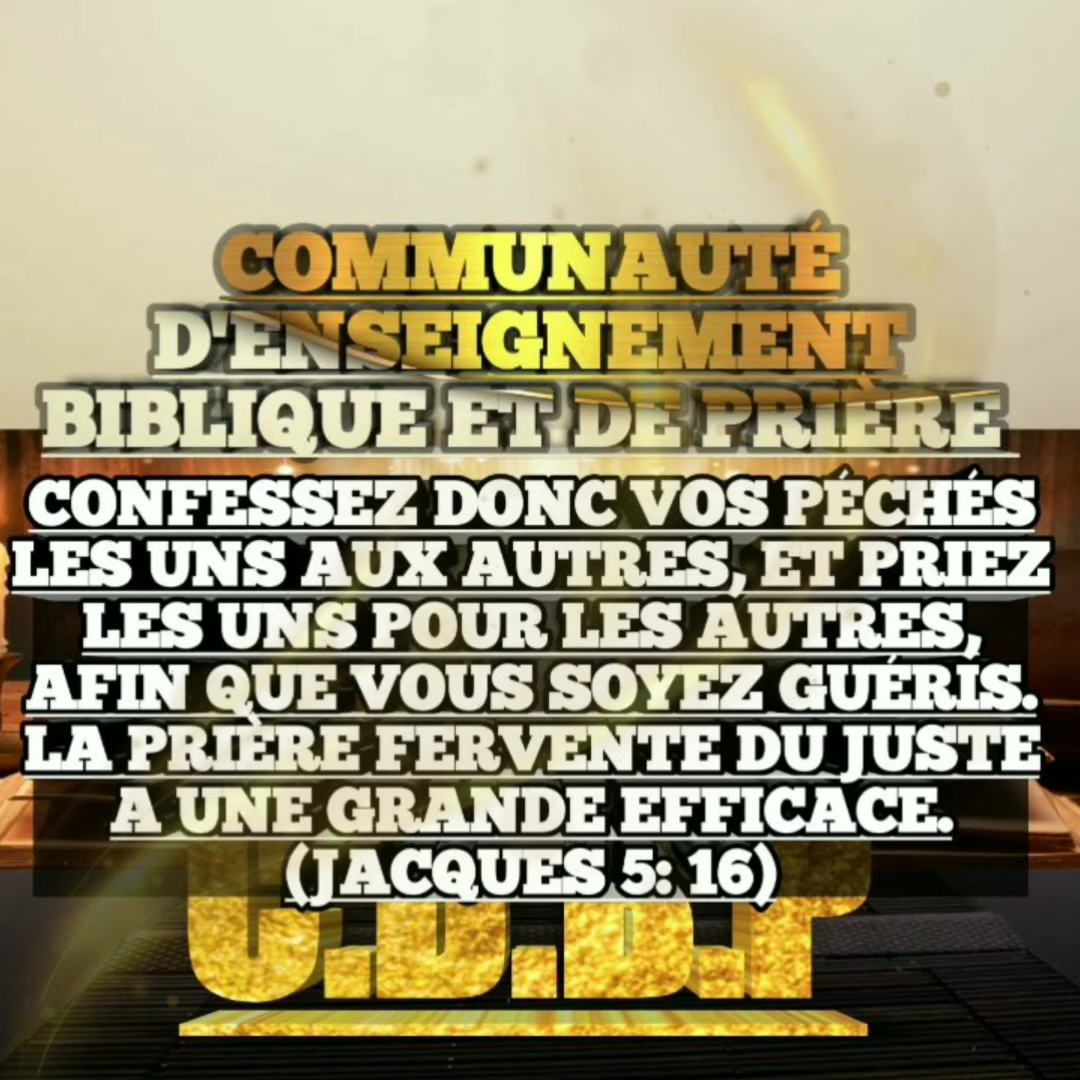 COMMUNAUTÉ
D'ENSEIGNEMENT
BIBLIQUE ET DE PRIÈRE
CONFESSEZ DONC VOS PÉCHÉS
LES UNS AUX AUTRES, ET PRIEZ
LES UNS POUR LES AUTRES,
AFIN QUE VOUS SOYEZ GUÉRIS.
LA PRIÈRE FERVENTE DU JUSTE
A UNE GRANDE EFFICACE.
(JACQUES 5: 16)